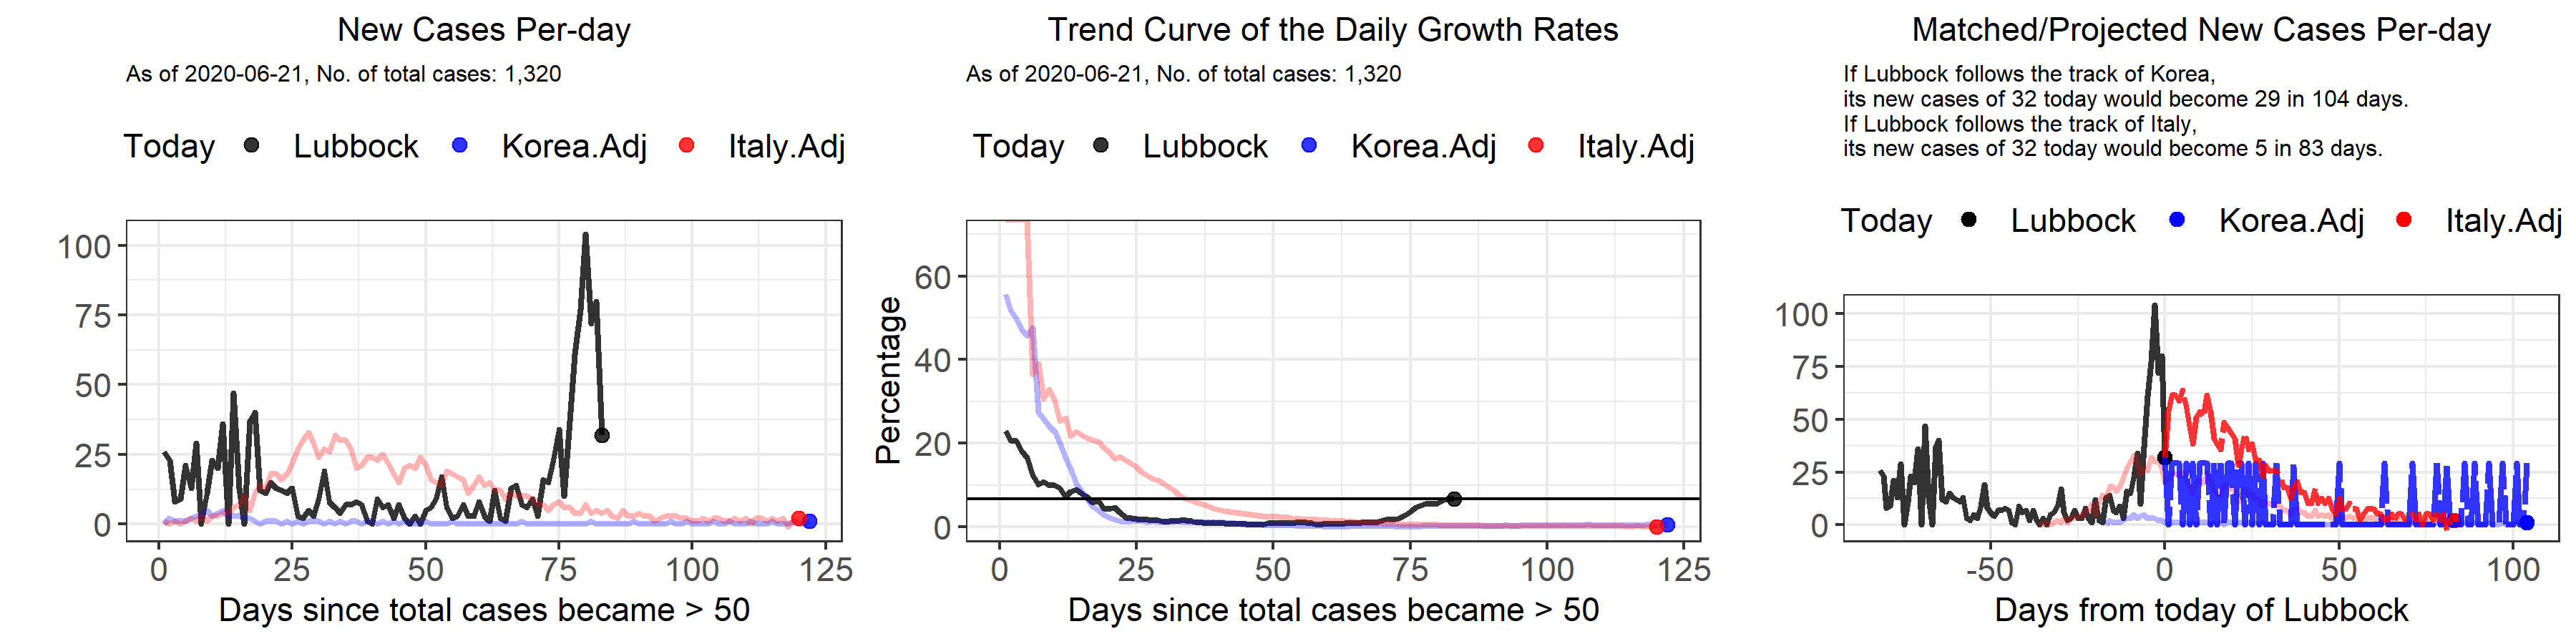 New Cases Per-day
As of 2020-06-21, No. of total cases: 1,320
Today Lubbock Korea.Adj Italy.Adj
100
75
50
25
0
0 25 50 75 100 125
Days since total cases became > 50
Trend Curve of the Daily Growth Rates
As of 2020-06-21, No. of total cases: 1,320
Today Lubbock Korea.Adj Italy.Adj
Percentage
60
40
20
0
0 25 50 75 100 125
Days since total cases became > 50
Matched/Projected New Cases Per-day
If Lubbock follows the track of Korea,
its new cases of 32 today would become 29 in 104 days.
If Lubbock follows the track of Italy,
its new cases of 32 today would become 5 in 83 days.
Today Lubbock Korea.Adj Italy.Adj
100
75
50
25
0
-50 0 50 100
Days from today of Lubbock